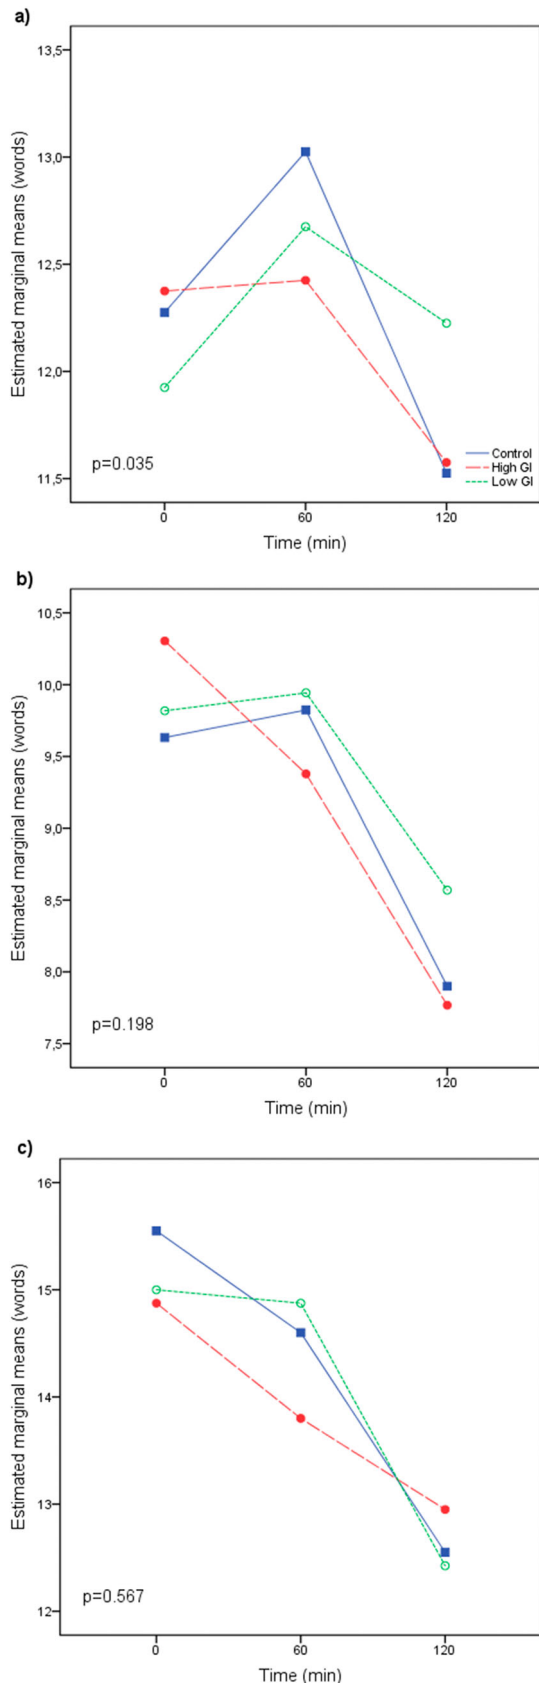 a)
13,5
13,0
12,5
12,0
11,5
Estimated marginal means (words)
p=0.035
Control
High GI
Low GI
0 60 120
Time (min)
b)
10,5
10,0
9,5
9,0
8,5
8,0
7,5
Estimated marginal means (words)
p=0.198
0 60 120
Time (min)
c)
16
15
14
13
12
Estimated marginal means (words)
p=0.567
0 60 120
Time (min)